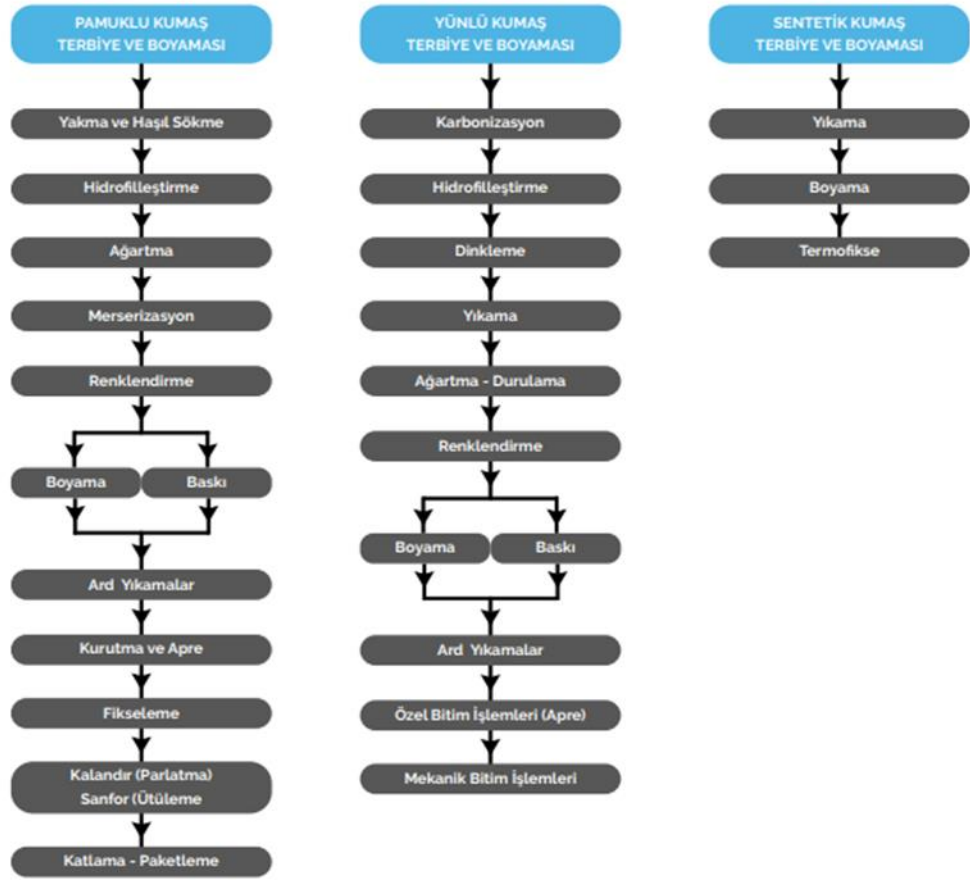 PAMUKLU KUMAŞ
TERBİYE VE BOYAMASI
Yakma ve Haşıl Sökme
Hidrofilleştirme
Ağartma
Merserizasyon
Renklendirme
Boyama
Baskı
Ard Yıkamalar
Kurutma ve Apre
Fikseleme
Kalandır (Parlatma)
Sanfor (Ütüleme
Katlama - Paketleme
YÜNLÜ KUMAŞ
TERBİYE VE BOYAMASI
Karbonizasyon
Hidrofilleştirme
Dinkleme
Yıkama
Ağartma - Durulama
Renklendirme
Boyama
Baskı
Ard Yıkamalar
Özel Bitim İşlemleri (Apre)
Mekanik Bitim İşlemleri
SENTETİK KUMAŞ
TERBİYE VE BOYAMASI
Yıkama
Boyama
Termofikse